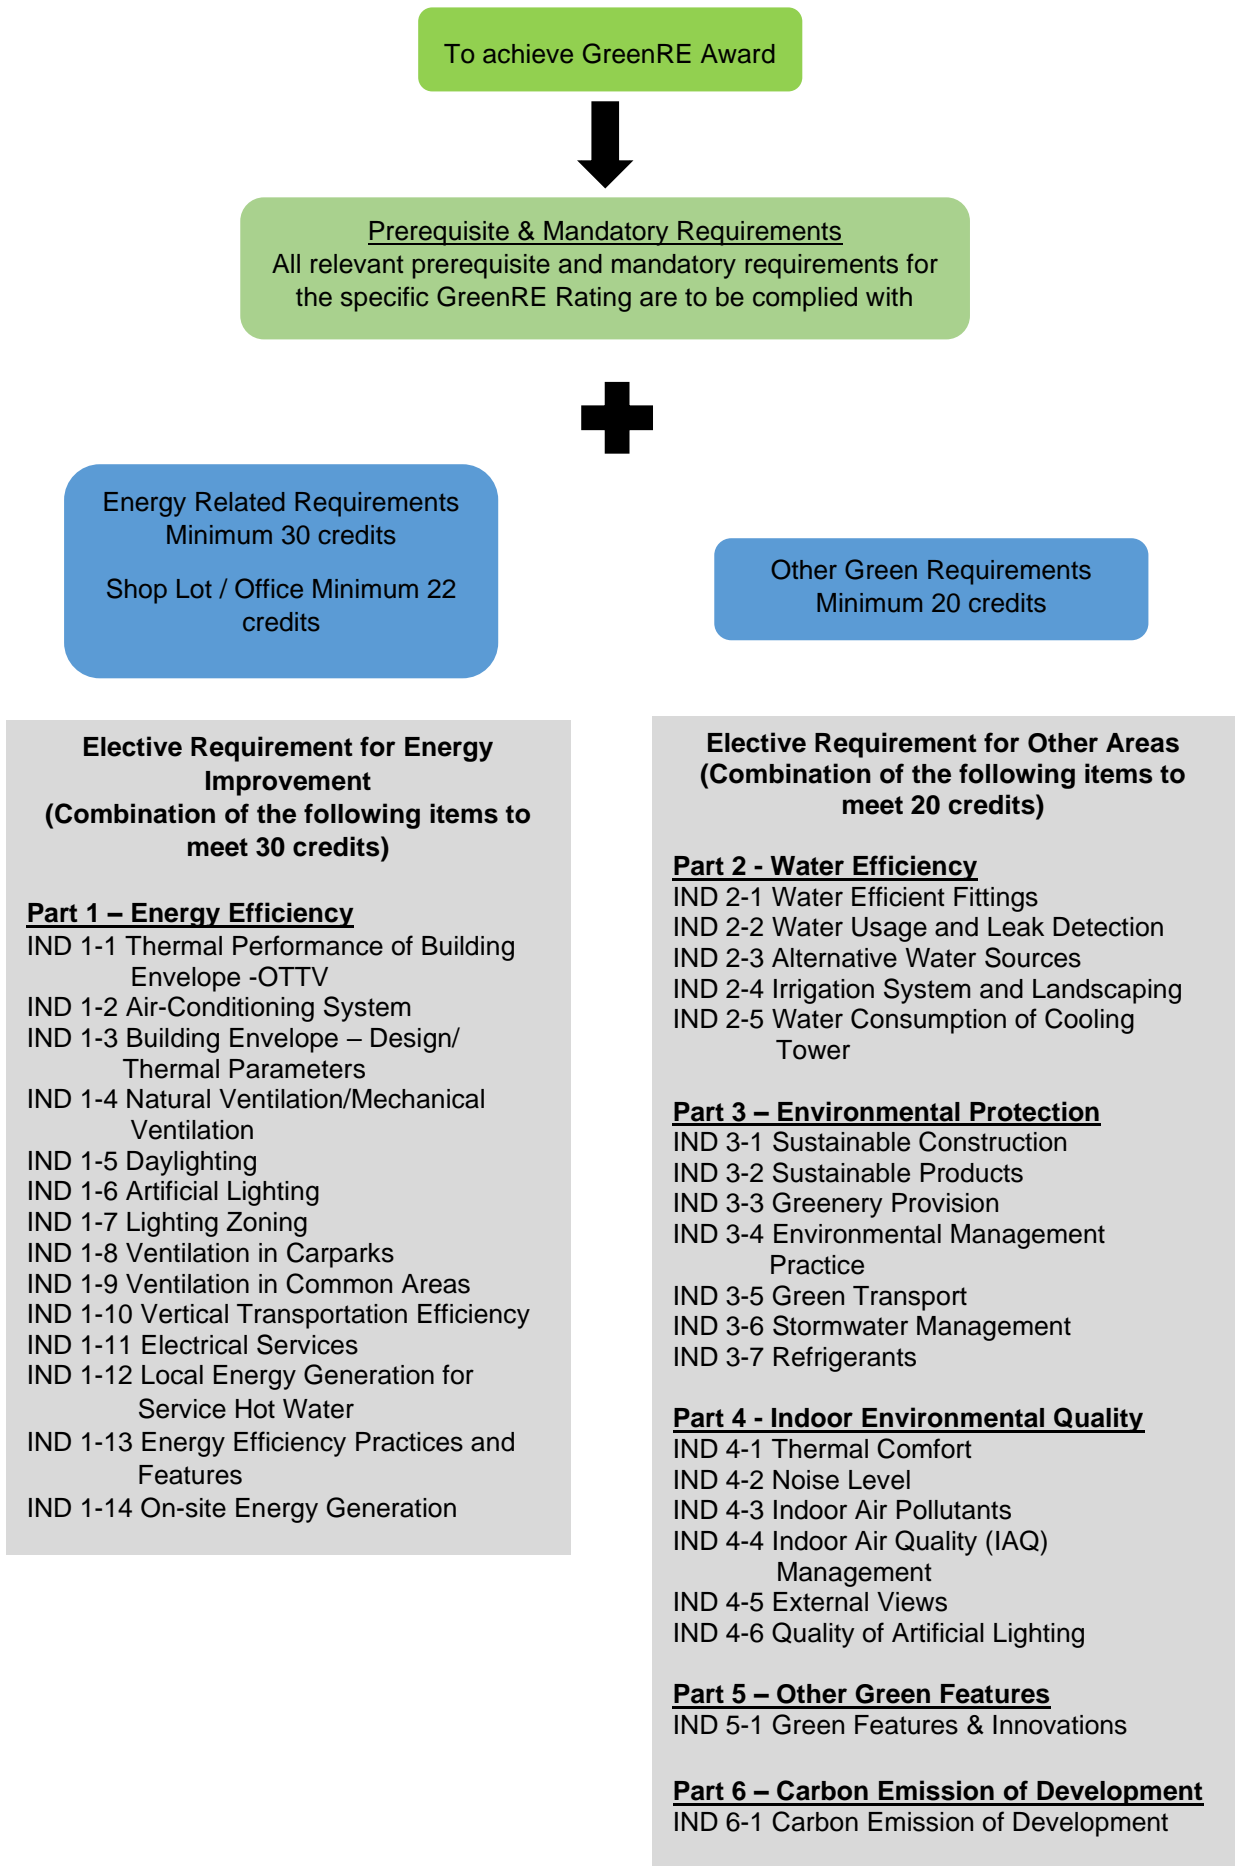 To achieve GreenRE Award
Prerequisite & Mandatory Requirements
All relevant prerequisite and mandatory requirements for
the specific GreenRE Rating are to be complied with
Energy Related Requirements
Minimum 30 credits
Shop Lot / Office Minimum 22
credits
Other Green Requirements
Minimum 20 credits
Elective Requirement for Energy
Improvement
(Combination of the following items to
meet 30 credits)
Part 1 – Energy Efficiency
IND 1-1 Thermal Performance of Building
Envelope -OTTV
IND 1-2 Air-Conditioning System
IND 1-3 Building Envelope – Design/
Thermal Parameters
IND 1-4 Natural Ventilation/Mechanical
Ventilation
IND 1-5 Daylighting
IND 1-6 Artificial Lighting
IND 1-7 Lighting Zoning
IND 1-8 Ventilation in Carparks
IND 1-9 Ventilation in Common Areas
IND 1-10 Vertical Transportation Efficiency
IND 1-11 Electrical Services
IND 1-12 Local Energy Generation for
Service Hot Water
IND 1-13 Energy Efficiency Practices and
Features
IND 1-14 On-site Energy Generation
Elective Requirement for Other Areas
(Combination of the following items to
meet 20 credits)
Part 2 - Water Efficiency
IND 2-1 Water Efficient Fittings
IND 2-2 Water Usage and Leak Detection
IND 2-3 Alternative Water Sources
IND 2-4 Irrigation System and Landscaping
IND 2-5 Water Consumption of Cooling
Tower
Part 3 – Environmental Protection
IND 3-1 Sustainable Construction
IND 3-2 Sustainable Products
IND 3-3 Greenery Provision
IND 3-4 Environmental Management
Practice
IND 3-5 Green Transport
IND 3-6 Stormwater Management
IND 3-7 Refrigerants
Part 4 - Indoor Environmental Quality
IND 4-1 Thermal Comfort
IND 4-2 Noise Level
IND 4-3 Indoor Air Pollutants
IND 4-4 Indoor Air Quality (IAQ)
Management
IND 4-5 External Views
IND 4-6 Quality of Artificial Lighting
Part 5 – Other Green Features
IND 5-1 Green Features & Innovations
Part 6 – Carbon Emission of Development
IND 6-1 Carbon Emission of Development